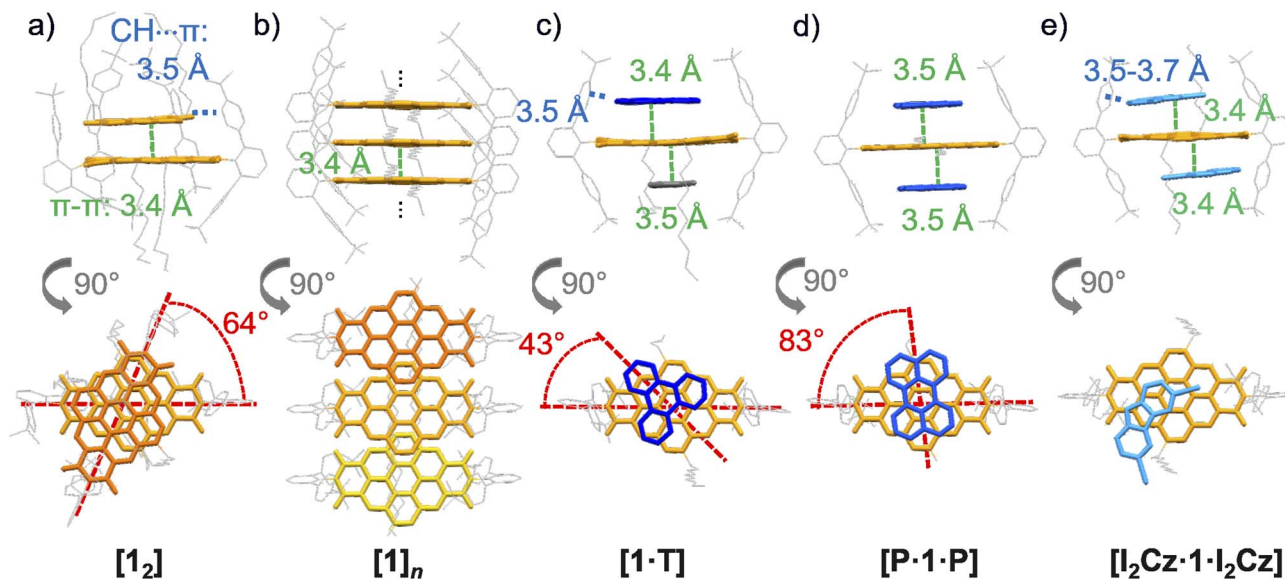 a)
CH···π:
3.5 Å
π-π: 3.4 Å
90°
64°
[1₂]
b)
⋮
3.4 Å
⋮
90°
[1]ₙ
c)
3.4 Å
3.5 Å
3.5 Å
90°
43°
[1·T]
d)
3.5 Å
3.5 Å
90°
83°
[P·1·P]
e)
3.5-3.7 Å
3.4 Å
3.4 Å
90°
[I₂Cz·1·I₂Cz]